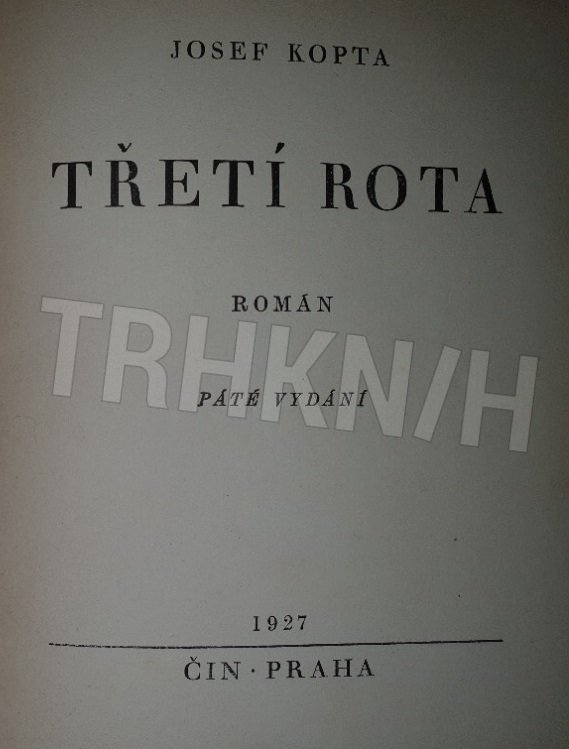 JOSEF KOPTA
TŘETÍ ROTA
ROMÁN
TRHKNIH
PÁTÉ VYDÁNÍ
1927
ČIN · PRAHA